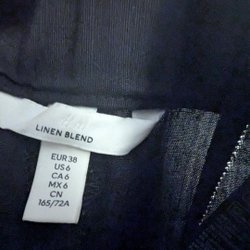 LINEN BLEND
EUR 38
US 6
CA 6
MX 6
CN
165/72A